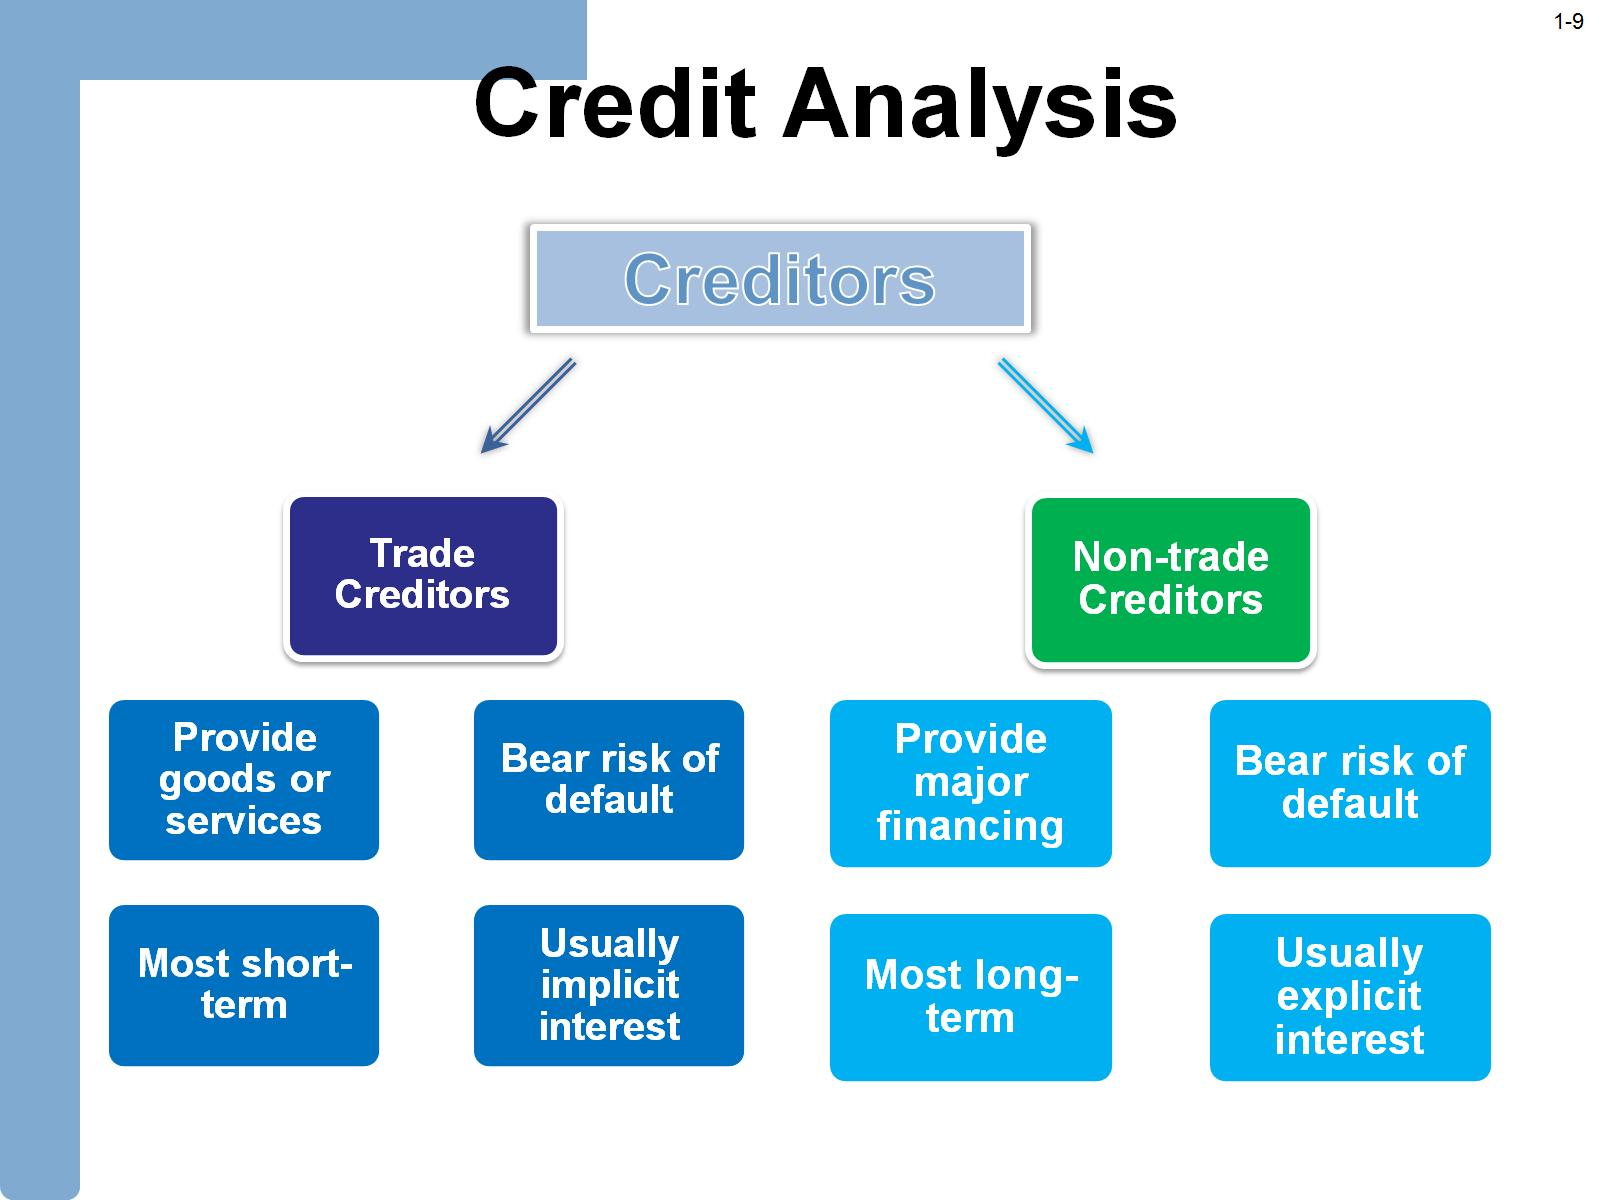 1-9
Credit Analysis
Creditors
Trade
Creditors
Non-trade
Creditors
Provide
goods or
services
Bear risk of
default
Most short-
term
Usually
implicit
interest
Provide
major
financing
Bear risk of
default
Most long-
term
Usually
explicit
interest